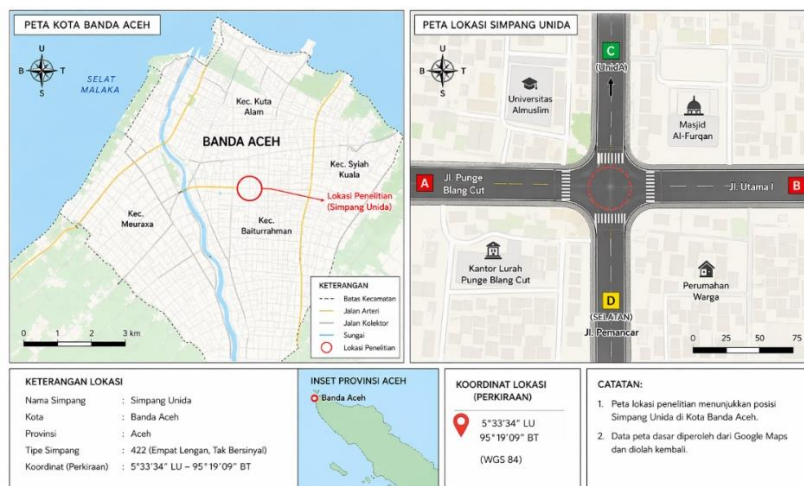 PETA KOTA BANDA ACEH
U
B
T
S
SELAT
MALAKA
Kec. Kuta
Alam
BANDA ACEH
Kec. Syiah
Kuala
Lokasi Penelitian
(Simpang Unida)
Kec.
Meuraxa
Kec.
Baiturrahman
KETERANGAN
Batas Kecamatan
Jalan Arteri
Jalan Kolektor
Sungai
Lokasi Penelitian
0 1 2 3 km
PETA LOKASI SIMPANG UNIDA
U
B
T
S
C
(UnidA)
Universitas
Almuslim
Masjid
Al-Furqan
A
Jl. Punge
Blang Cut
Jl. Utama I
B
Kantor Lurah
Punge Blang Cut
D
(SELATAN)
Jl. Pemancar
Perumahan
Warga
0 25 50 75
KETERANGAN LOKASI
Nama Simpang : Simpang Unida
Kota : Banda Aceh
Provinsi : Aceh
Tipe Simpang : 422 (Empat Lengan, Tak Bersinyal)
Koordinat (Perkiraan) : 5°33'34" LU – 95°19'09" BT
INSET PROVINSI ACEH
Banda Aceh
KOORDINAT LOKASI
(PERKIRAAN)
5°33'34" LU
95°19'09" BT
(WGS 84)
CATATAN:
1. Peta lokasi penelitian menunjukkan posisi
Simpang Unida di Kota Banda Aceh.
2. Data peta dasar diperoleh dari Google Maps
dan diolah kembali.